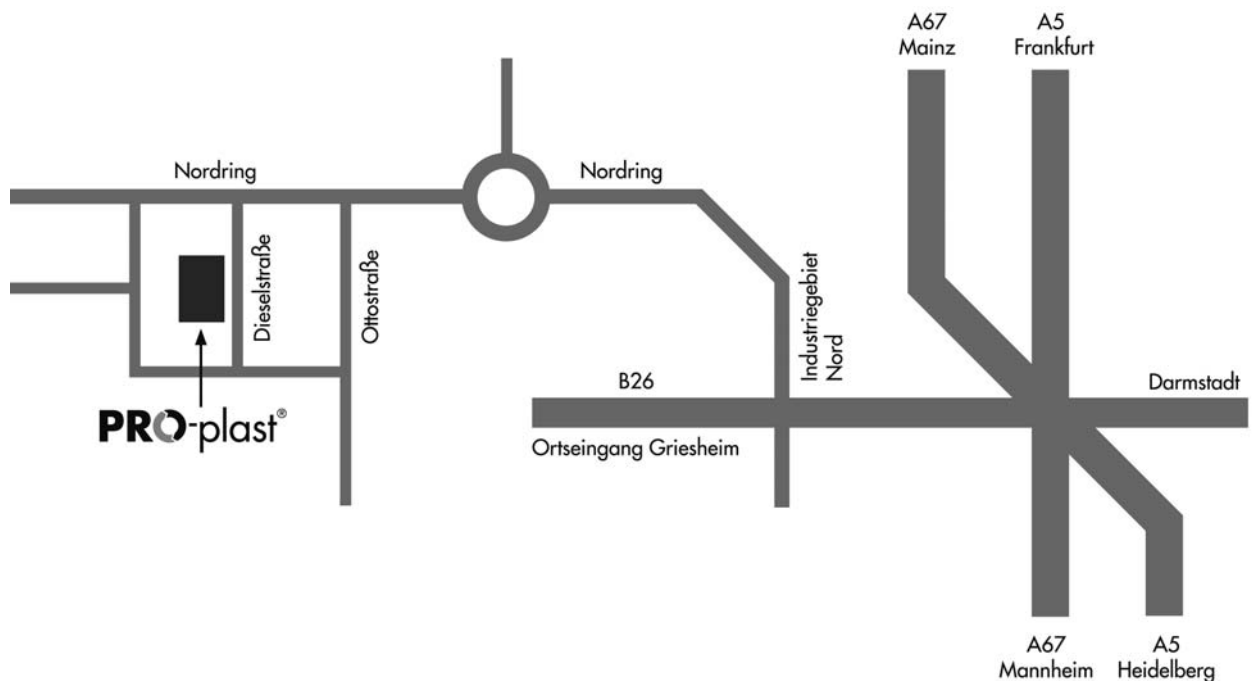 A67
Mainz
A5
Frankfurt
Nordring
Nordring
Dieselstraße
Ottostraße
Industriegebiet
Nord
B26
Darmstadt
PRO-plast®
Ortseingang Griesheim
A67
Mannheim
A5
Heidelberg